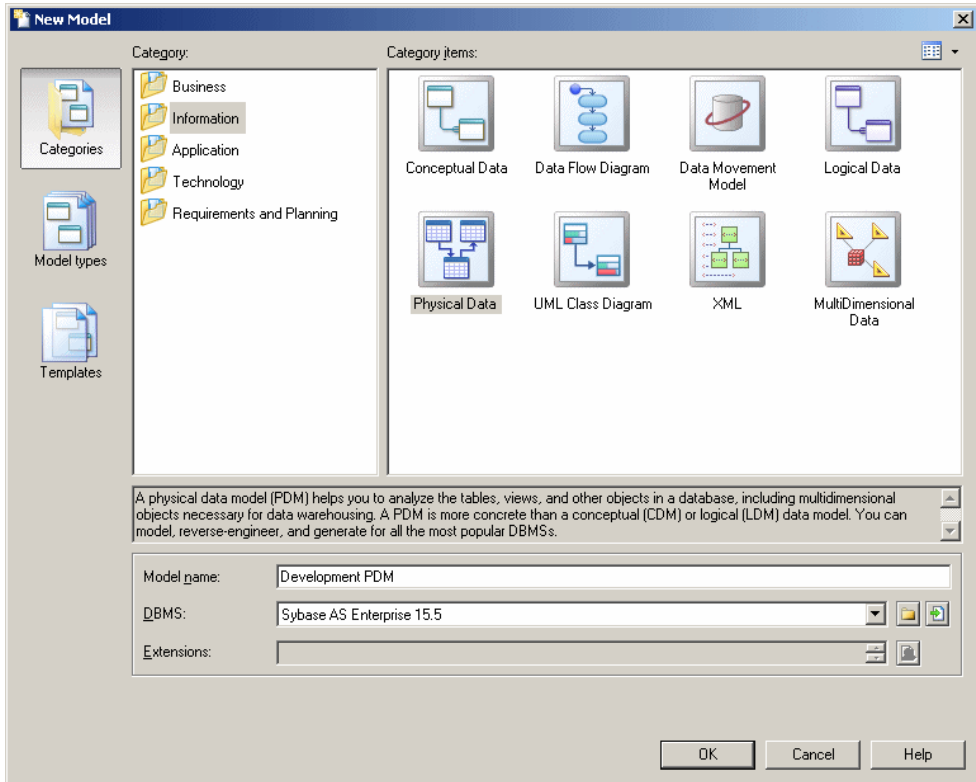 New Model
Category:
Category items:
Categories
Model types
Templates
Business
Information
Application
Technology
Requirements and Planning
Conceptual Data
Data Flow Diagram
Data Movement
Model
Logical Data
Physical Data
UML Class Diagram
XML
MultiDimensional
Data
A physical data model (PDM) helps you to analyze the tables, views, and other objects in a database, including multidimensional
objects necessary for data warehousing. A PDM is more concrete than a conceptual (CDM) or logical (LDM) data model. You can
model, reverse-engineer, and generate for all the most popular DBMSs.
Model name:
Development PDM
DBMS:
Sybase AS Enterprise 15.5
Extensions:
OK
Cancel
Help